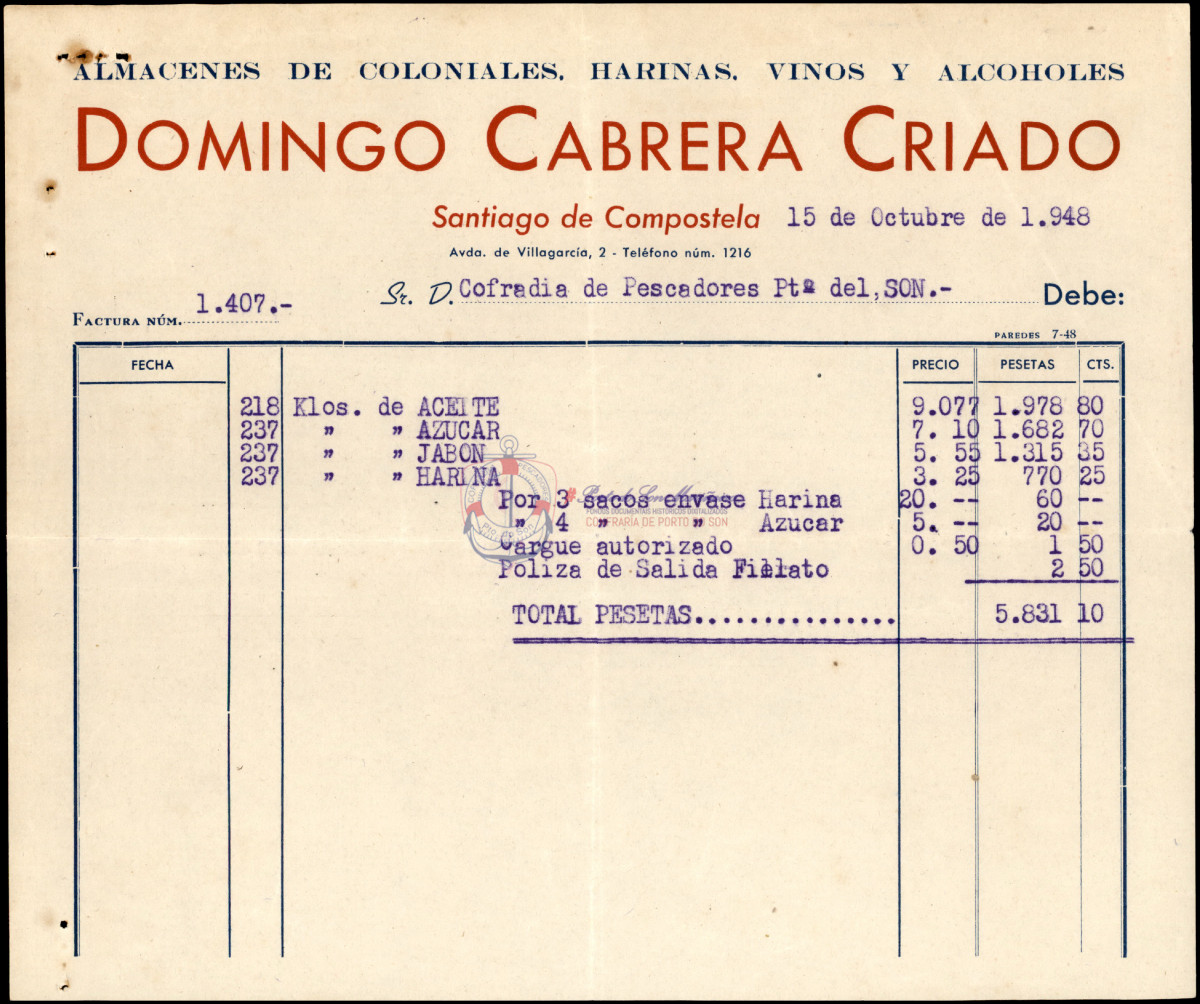 ALMACENES DE COLONIALES, HARINAS, VINOS Y ALCOHOLES
DOMINGO CABRERA CRIADO
Santiago de Compostela 15 de Octubre de 1.948
Avda. de Villagarcía, 2 - Teléfono núm. 1216
Sr. D. Cofradia de Pescadores Ptª del, SON.- Debe:
FACTURA NÚM. 1.407.-
PAREDES 7-48
FECHA PRECIO PESETAS CTS.
218 Klos. de ACEITE 9.077 1.978 80
237 " " AZUCAR 7. 10 1.682 70
237 " " JABON 5. 55 1.315 35
237 " " HARINA 3. 25 770 25
Por 3 sacos envase Harina 20. -- 60 --
" 4 " " Azucar 5. -- 20 --
Cargue autorizado 0. 50 1 50
Poliza de Salida Fielato 2 50
TOTAL PESETAS............... 5.831 10
FONDOS DOCUMENTAIS HISTÓRICOS DIGITALIZADOS
CONFRARÍA DE PORTO DO SON